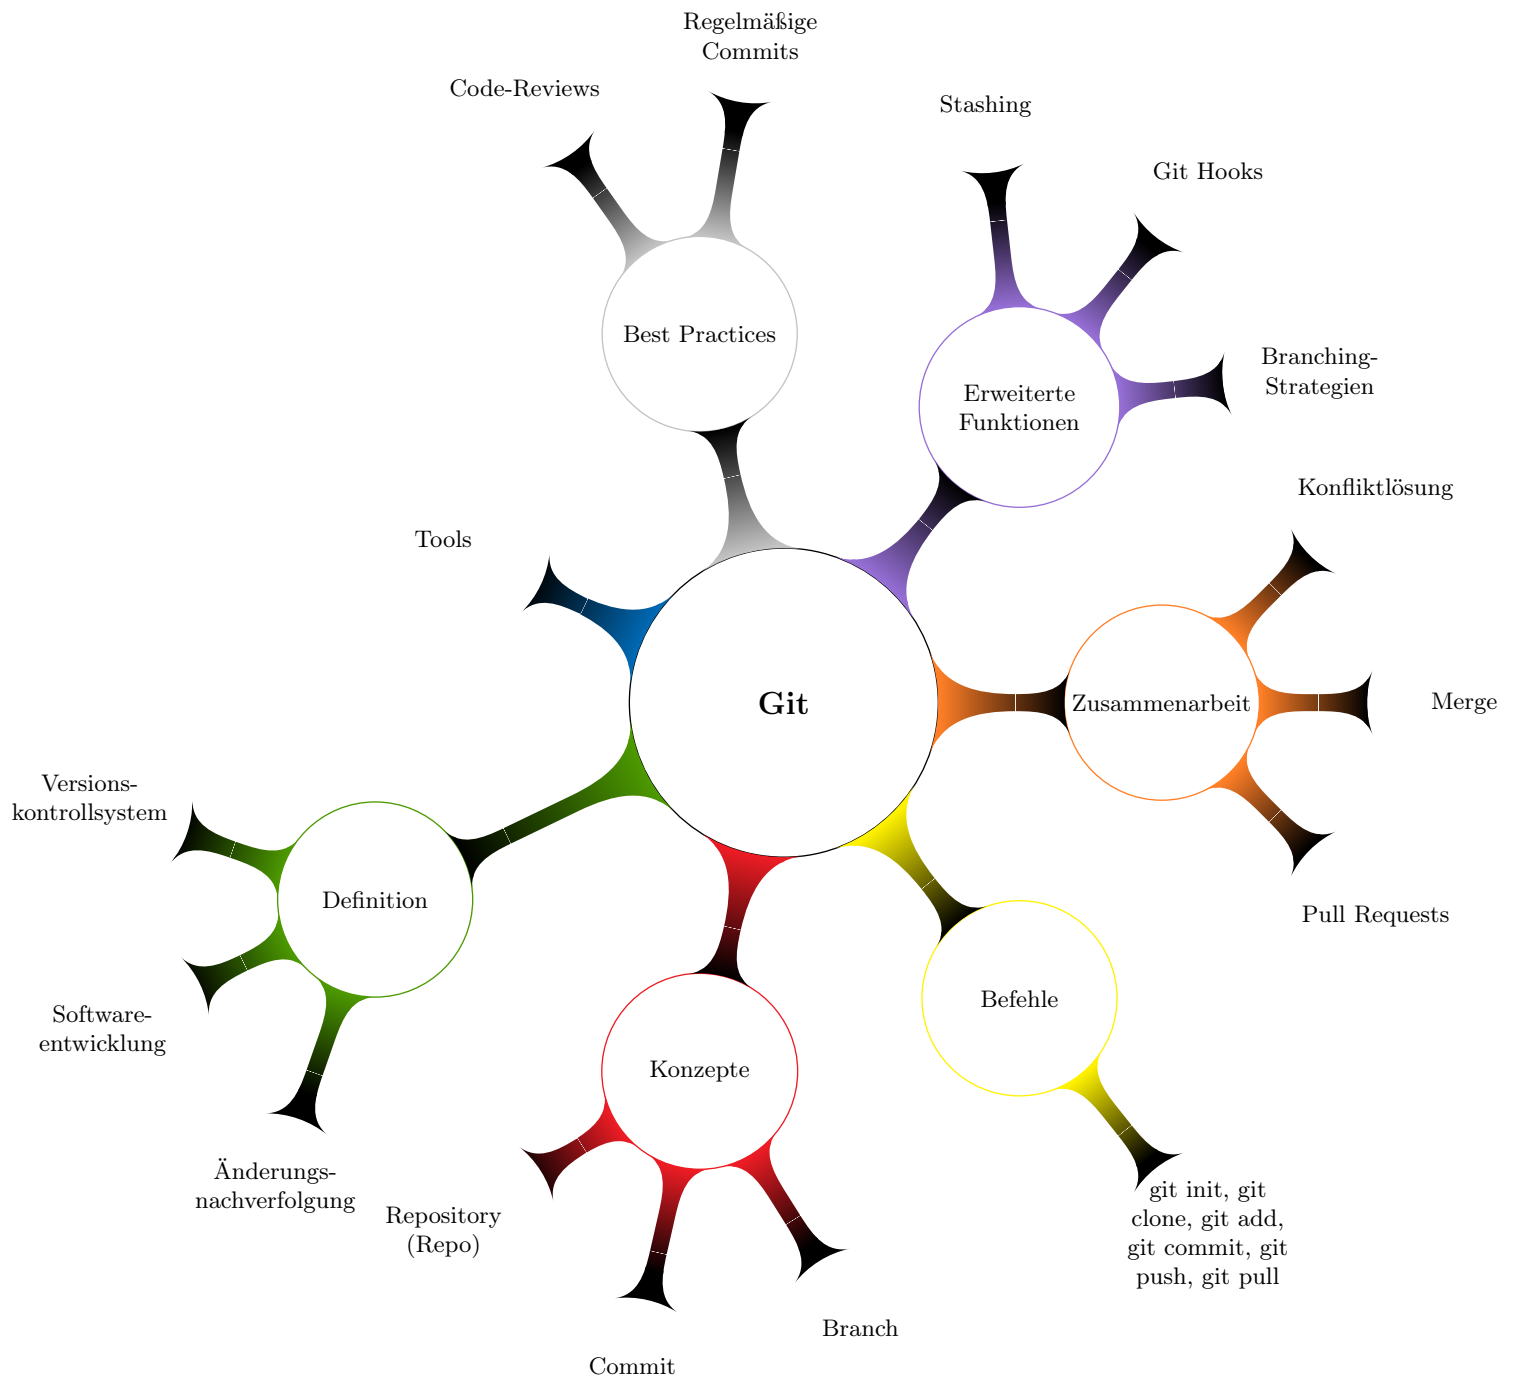 Regelmäßige
Commits
Code-Reviews
Stashing
Git Hooks
Best Practices
Branching-
Strategien
Erweiterte
Funktionen
Konfliktlösung
Tools
Git
Zusammenarbeit
Merge
Versions-
kontrollsystem
Definition
Pull Requests
Befehle
Software-
entwicklung
Konzepte
Änderungs-
nachverfolgung
Repository
(Repo)
git init, git
clone, git add,
git commit, git
push, git pull
Branch
Commit